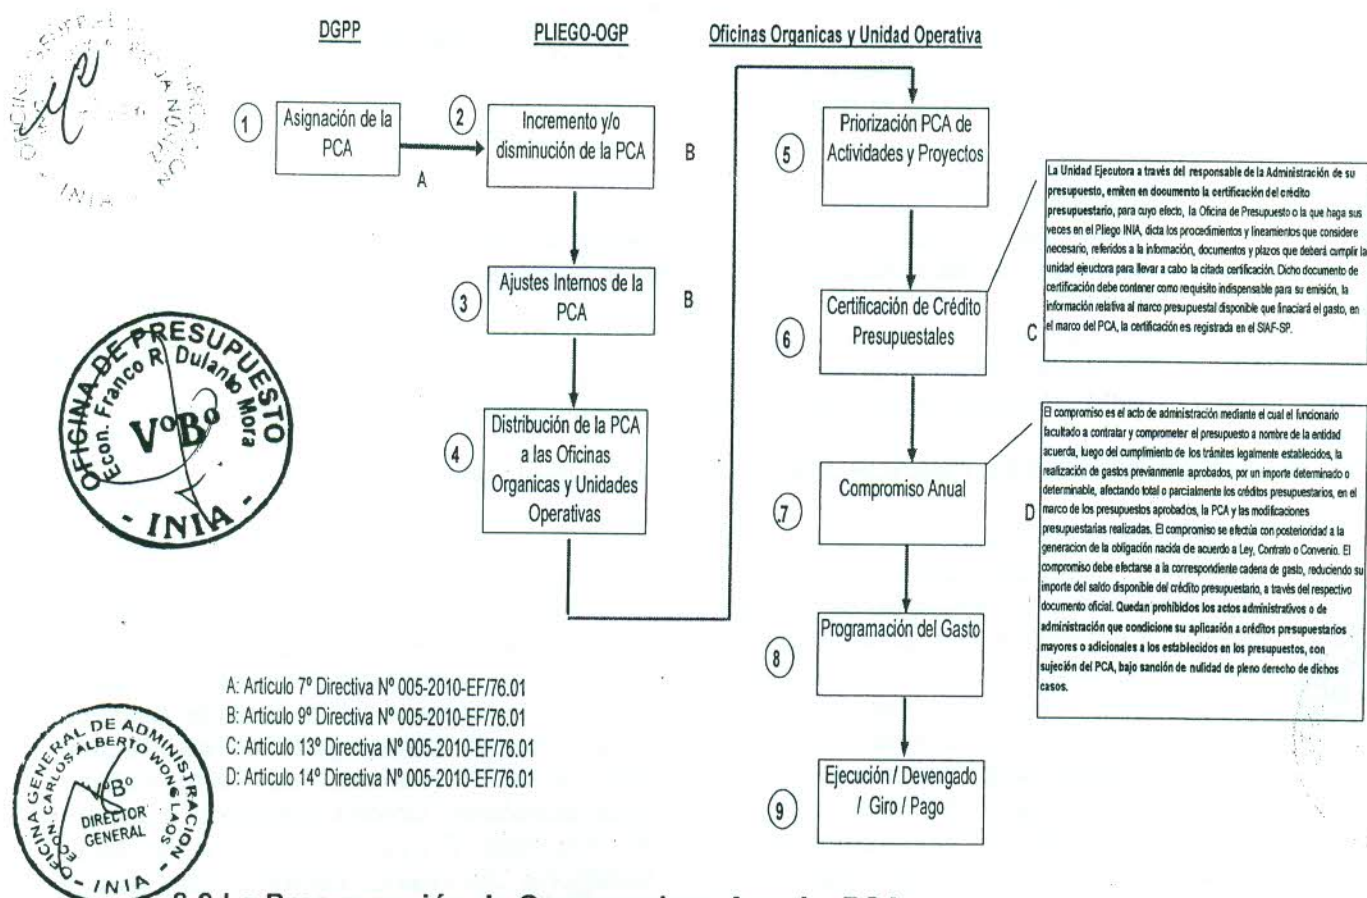 DGPP
PLIEGO-OGP
Oficinas Organicas y Unidad Operativa
1
Asignación de la
PCA
A
2
Incremento y/o
disminución de la PCA
B
3
Ajustes Internos de la
PCA
B
4
Distribución de la PCA
a las Oficinas
Organicas y Unidades
Operativas
5
Priorización PCA de
Actividades y Proyectos
6
Certificación de Crédito
Presupuestales
C
La Unidad Ejecutora a través del responsable de la Administración de su
presupuesto, emiten en documento la certificación del crédito
presupuestario, para cuyo efecto, la Oficina de Presupuesto o la que haga sus
veces en el Pliego INIA, dicta los procedimientos y lineamientos que considere
necesario, referidos a la información, documentos y plazos que deberá cumplir la
unidad ejeuctora para llevar a cabo la citada certificación. Dicho documento de
certificación debe contener como requisito indispensable para su emisión, la
información relativa al marco presupuestal disponible que finaciará el gasto, en
el marco del PCA, la certificación es registrada en el SIAF-SP.
.7
Compromiso Anual
D
El compromiso es el acto de administración mediante el cual el funcionario
facultado a contratar y comprometer el presupuesto a nombre de la entidad
acuerda, luego del cumplimiento de los trámites legalmente establecidos, la
realización de gastos previanmente aprobados, por un importe determinado o
determinable, afectando total o parcialmente los créditos presupuestarios, en el
marco de los presupuestos aprobados, la PCA y las modificaciones
presupuestarias realizadas. El compromiso se efectúa con posterioridad a la
generacion de la obligación nacida de acuerdo a Ley, Contrato o Convenio. El
compromiso debe efectarse a la correspondiente cadena de gasto, reduciendo su
importe del saldo disponible del crédito presupuestario, a través del respectivo
documento oficial. Quedan prohíbidos los actos administrativos o de
administración que condicione su aplicación a créditos presupuestarios
mayores o adicionales a los establecidos en los presupuestos, con
sujeción del PCA, bajo sanción de nulidad de pleno derecho de dichos
casos.
8
Programación del Gasto
9
Ejecución / Devengado
/ Giro / Pago
A: Artículo 7º Directiva Nº 005-2010-EF/76.01
B: Artículo 9º Directiva Nº 005-2010-EF/76.01
C: Artículo 13º Directiva Nº 005-2010-EF/76.01
D: Artículo 14º Directiva Nº 005-2010-EF/76.01
OFICINA DE PRESUPUESTO
Econ. Franco R. Dulanto Mora
VºBº
- INIA -
OFICINA GENERAL DE ADMINISTRACION
ECON. CARLOS ALBERTO WONG LAOS
VºBº
DIRECTOR
GENERAL
- INIA -
- INIA -